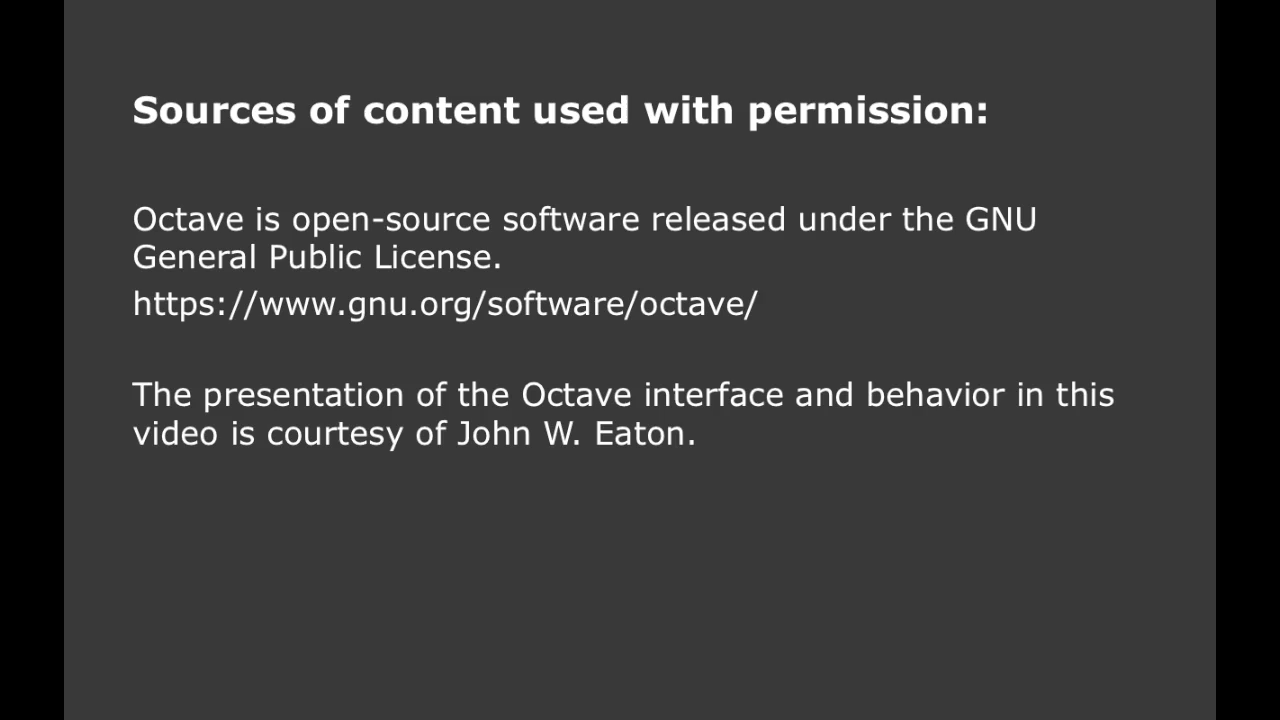 Sources of content used with permission:
Octave is open-source software released under the GNU
General Public License.
https://www.gnu.org/software/octave/
The presentation of the Octave interface and behavior in this
video is courtesy of John W. Eaton.